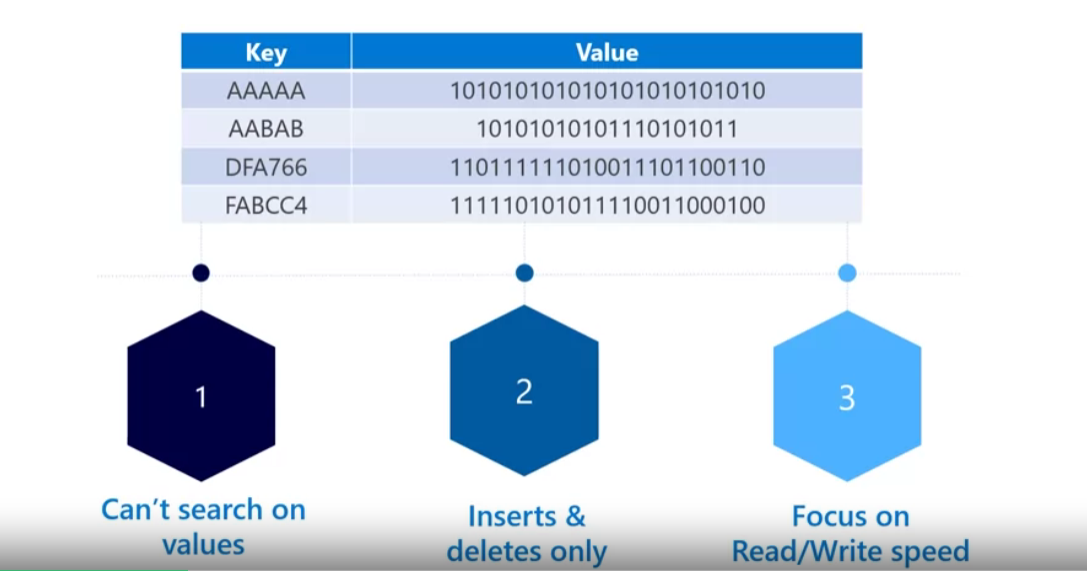 Key Value
AAAAA 101010101010101010101010
AABAB 10101010101110101011
DFA766 110111111010011101100110
FABCC4 111110101011110011000100
1
2
3
Can't search on
values
Inserts &
deletes only
Focus on
Read/Write speed